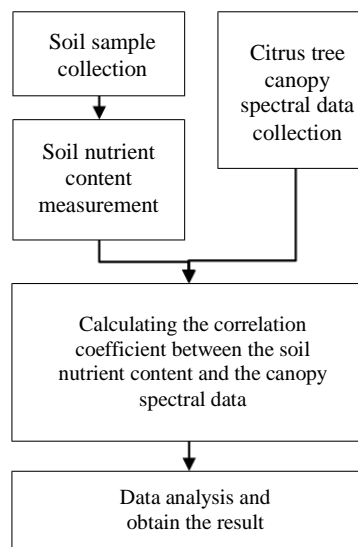 Soil sample
collection
Citrus tree
canopy
spectral data
collection
Soil nutrient
content
measurement
Calculating the correlation
coefficient between the soil
nutrient content and the canopy
spectral data
Data analysis and
obtain the result